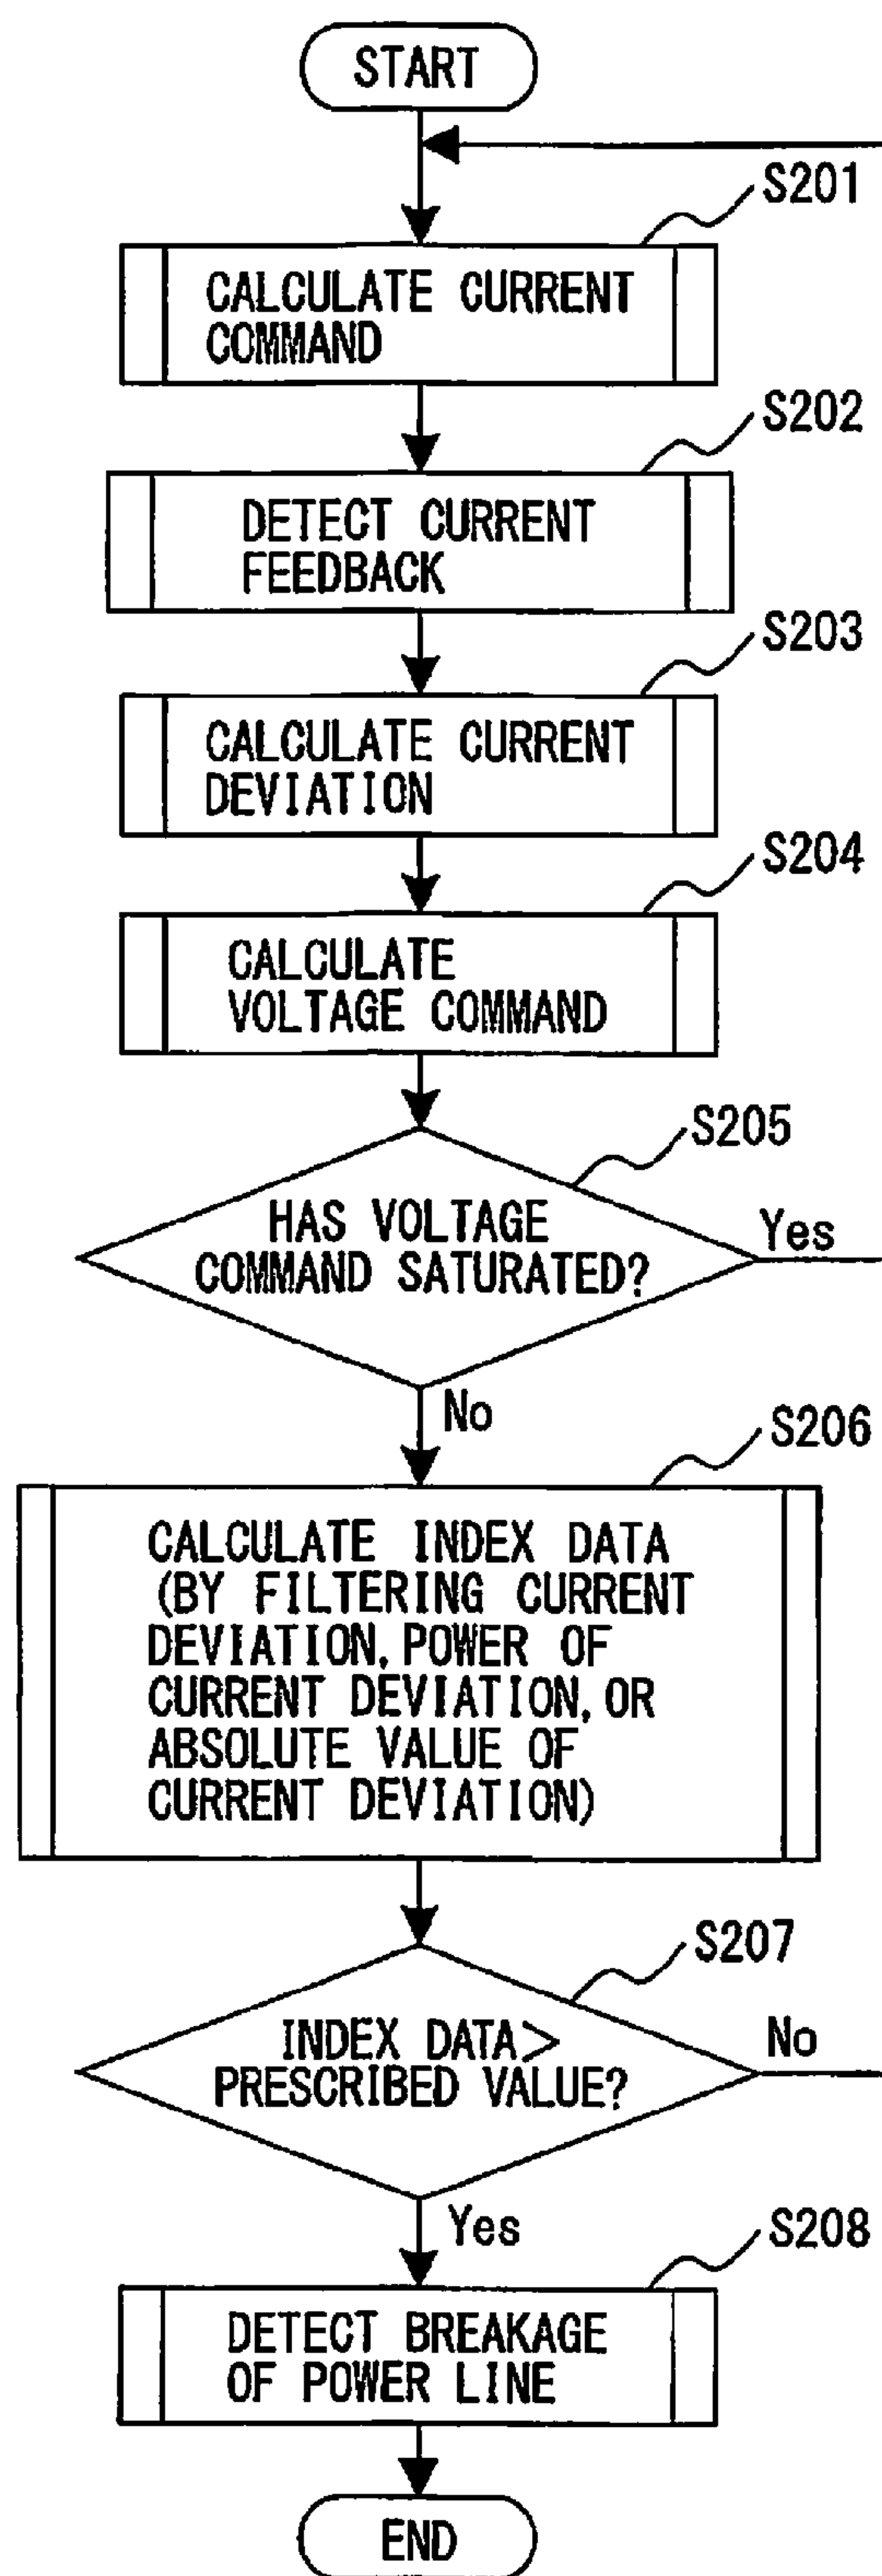 START
S201
CALCULATE CURRENT
COMMAND
S202
DETECT CURRENT
FEEDBACK
S203
CALCULATE CURRENT
DEVIATION
S204
CALCULATE
VOLTAGE COMMAND
S205
HAS VOLTAGE
COMMAND SATURATED?
Yes
No
S206
CALCULATE INDEX DATA
(BY FILTERING CURRENT
DEVIATION, POWER OF
CURRENT DEVIATION, OR
ABSOLUTE VALUE OF
CURRENT DEVIATION)
S207
INDEX DATA>
PRESCRIBED VALUE?
No
Yes
S208
DETECT BREAKAGE
OF POWER LINE
END